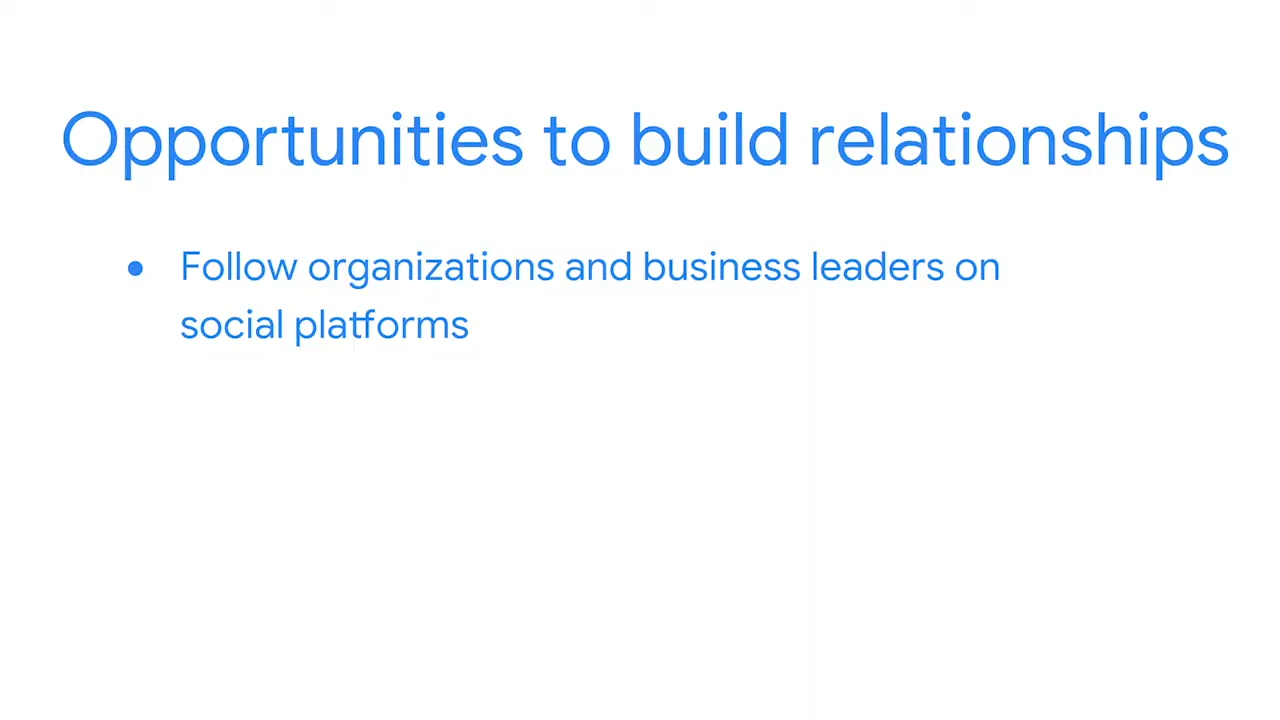 Opportunities to build relationships
● Follow organizations and business leaders on
social platforms